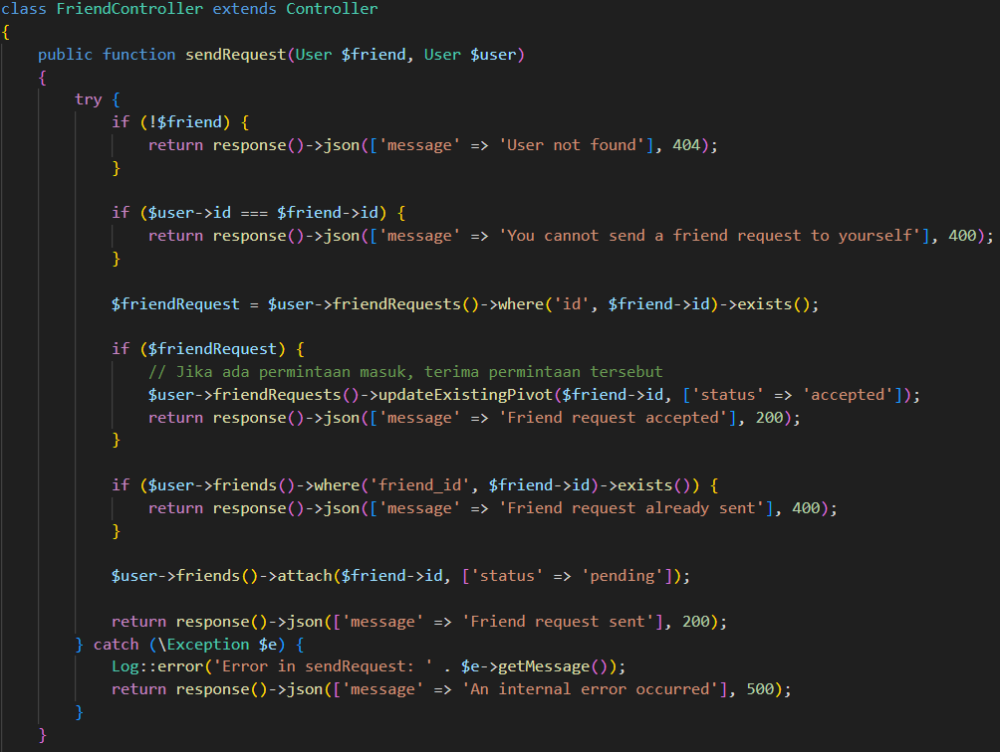 class FriendController extends Controller
{
    public function sendRequest(User $friend, User $user)
    {
        try {
            if (!$friend) {
                return response()->json(['message' => 'User not found'], 404);
            }

            if ($user->id === $friend->id) {
                return response()->json(['message' => 'You cannot send a friend request to yourself'], 400);
            }

            $friendRequest = $user->friendRequests()->where('id', $friend->id)->exists();

            if ($friendRequest) {
                // Jika ada permintaan masuk, terima permintaan tersebut
                $user->friendRequests()->updateExistingPivot($friend->id, ['status' => 'accepted']);
                return response()->json(['message' => 'Friend request accepted'], 200);
            }

            if ($user->friends()->where('friend_id', $friend->id)->exists()) {
                return response()->json(['message' => 'Friend request already sent'], 400);
            }

            $user->friends()->attach($friend->id, ['status' => 'pending']);

            return response()->json(['message' => 'Friend request sent'], 200);
        } catch (\Exception $e) {
            Log::error('Error in sendRequest: ' . $e->getMessage());
            return response()->json(['message' => 'An internal error occurred'], 500);
        }
    }